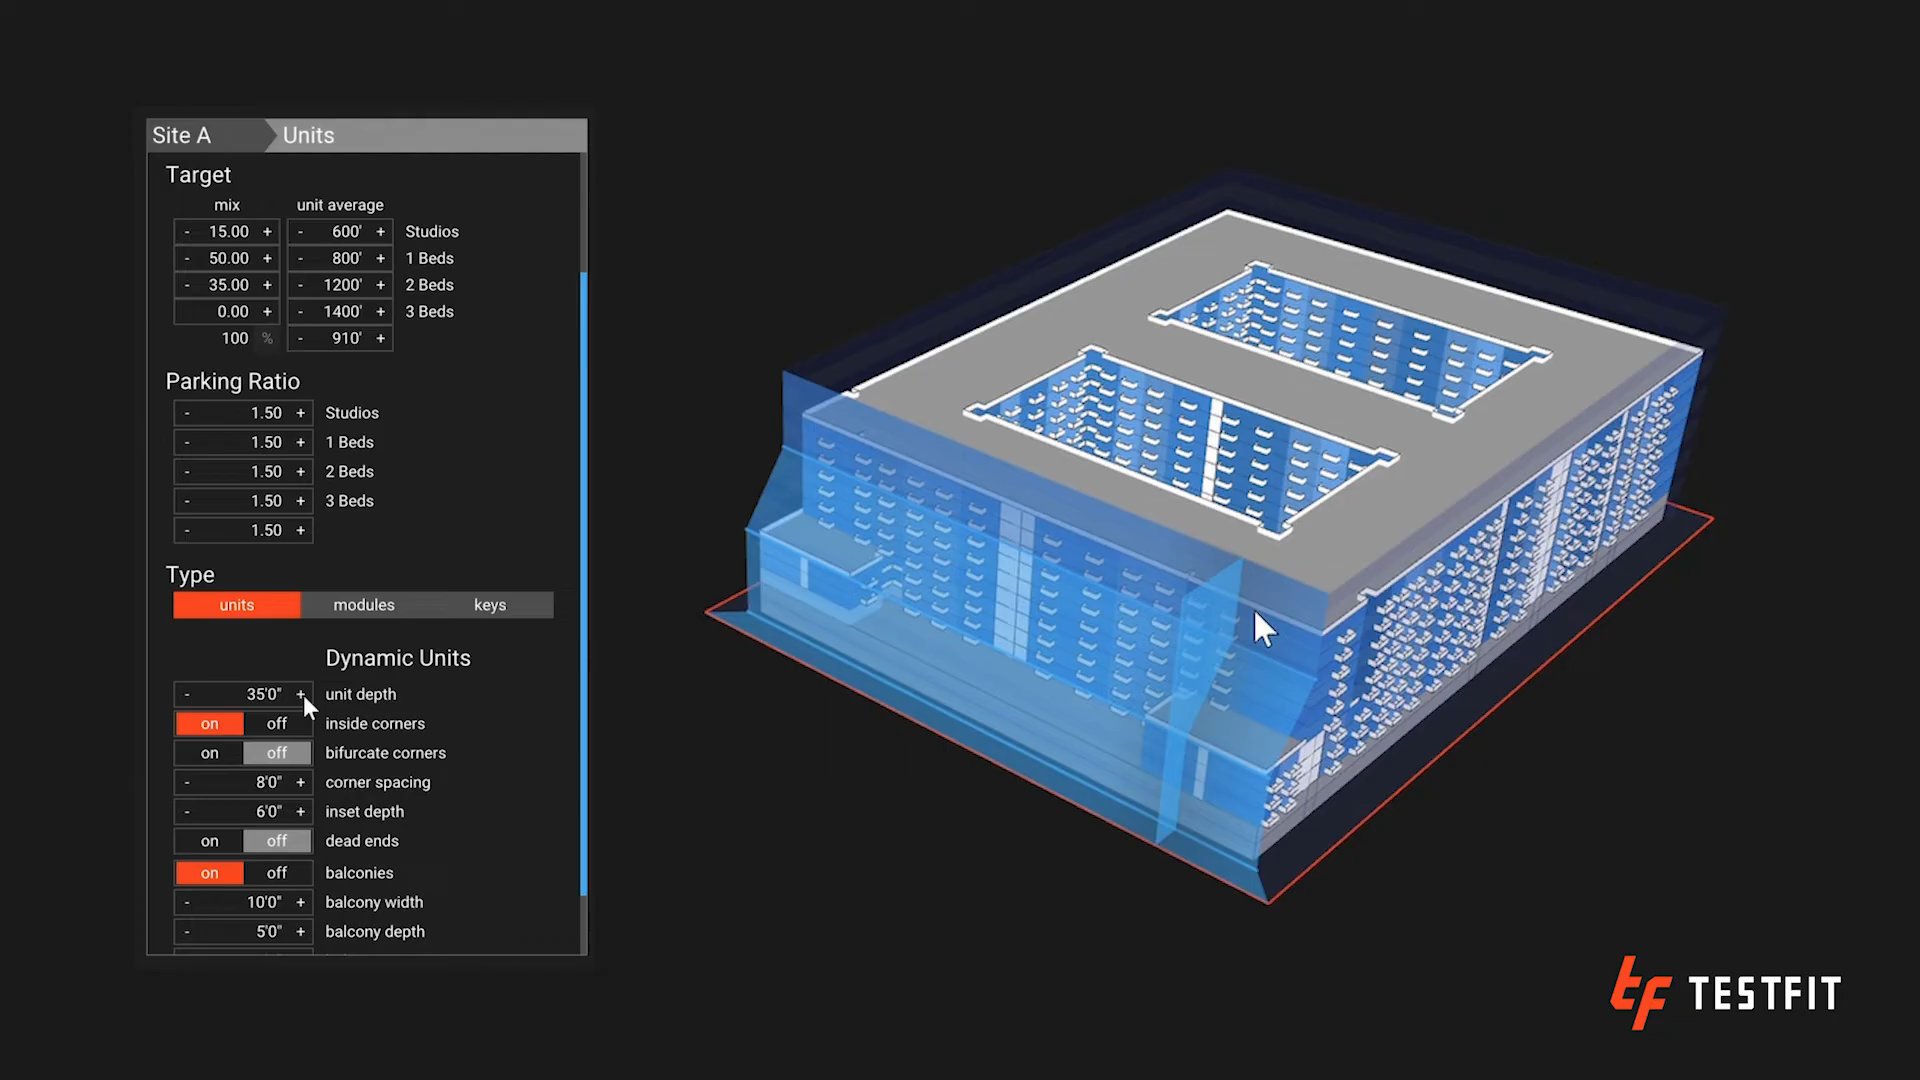 Site A Units
Target
mix unit average
- 15.00 + - 600' + Studios
- 50.00 + - 800' + 1 Beds
- 35.00 + - 1200' + 2 Beds
0.00 + - 1400' + 3 Beds
100 % - 910' +
Parking Ratio
- 1.50 + Studios
- 1.50 + 1 Beds
- 1.50 + 2 Beds
- 1.50 + 3 Beds
- 1.50 +
Type
units modules keys
Dynamic Units
- 35'0" + unit depth
on off inside corners
on off bifurcate corners
- 8'0" + corner spacing
- 6'0" + inset depth
on off dead ends
on off balconies
- 10'0" + balcony width
- 5'0" + balcony depth
tf TESTFIT